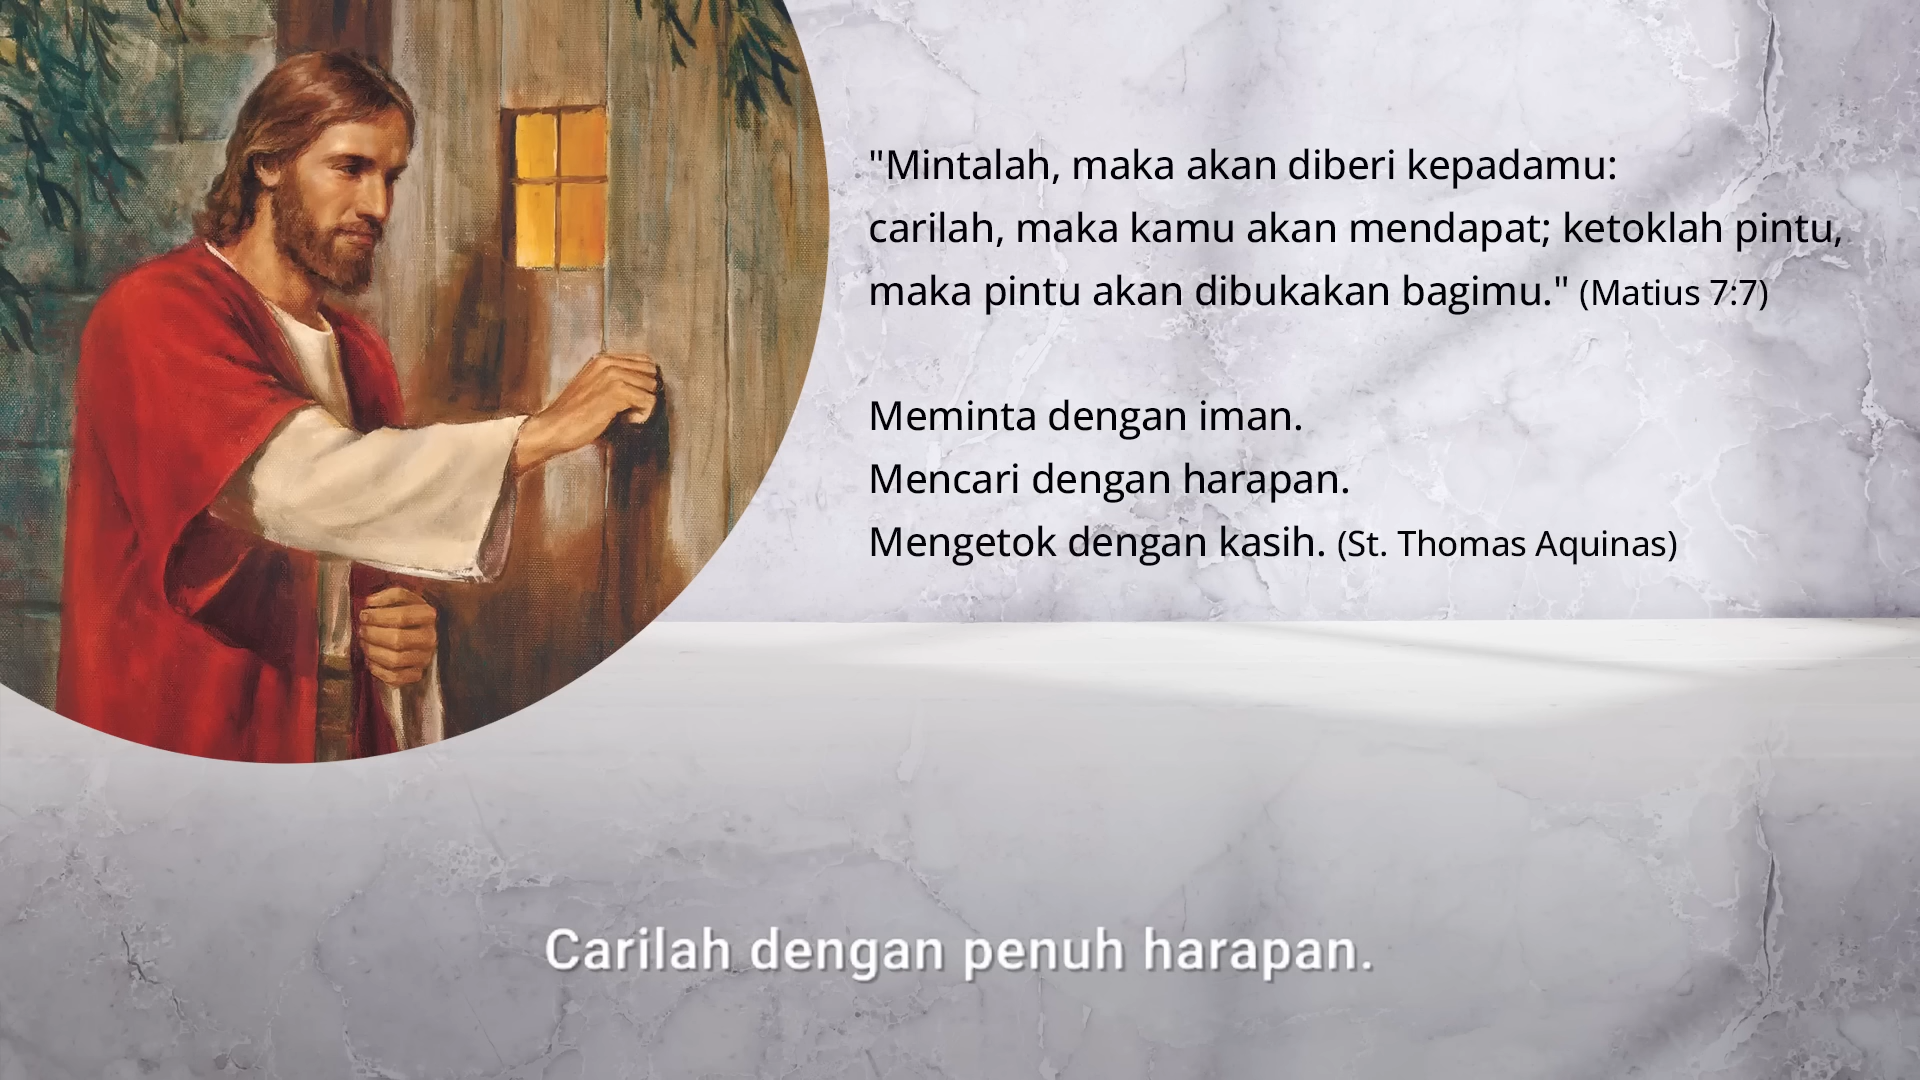 "Mintalah, maka akan diberi kepadamu:
carilah, maka kamu akan mendapat; ketoklah pintu,
maka pintu akan dibukakan bagimu." (Matius 7:7)
Meminta dengan iman.
Mencari dengan harapan.
Mengetok dengan kasih. (St. Thomas Aquinas)
Carilah dengan penuh harapan.